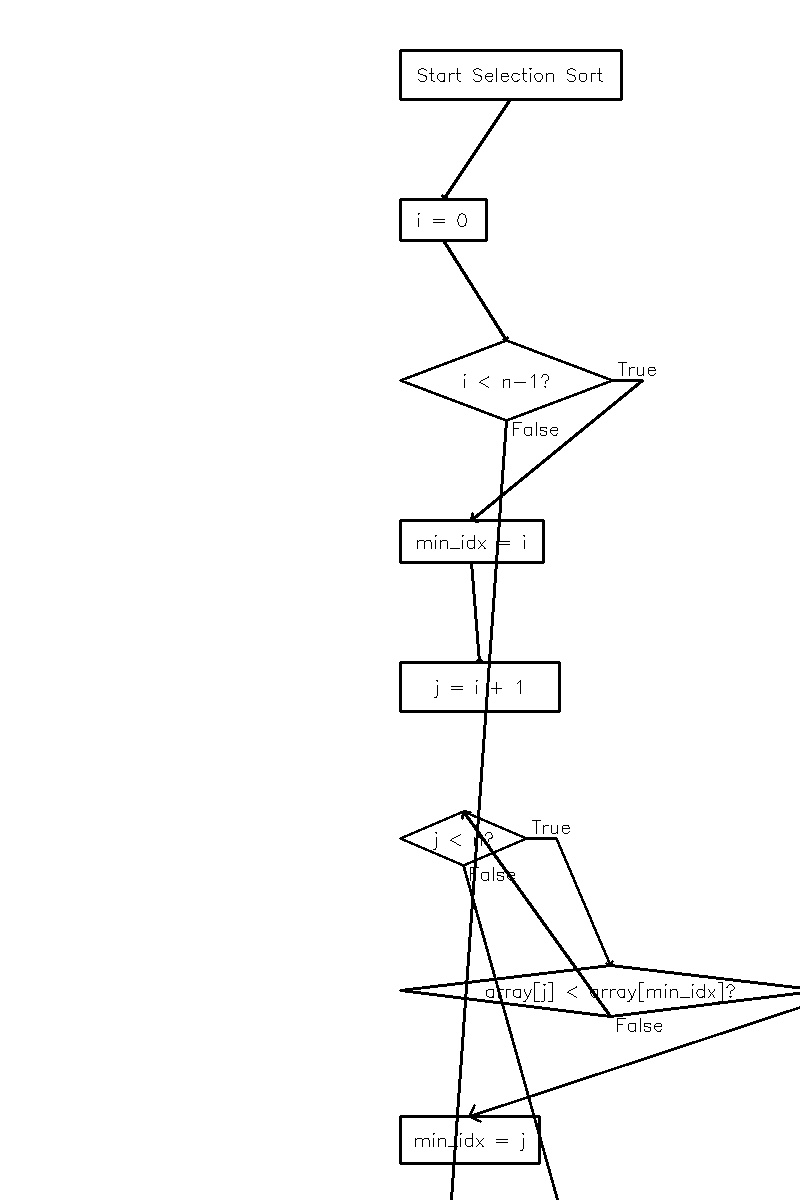 Start Selection Sort
i = 0
i < n-1?
True
False
min_idx = i
j = i + 1
True
j < n?
False
array[j] < array[min_idx]?
False
min_idx = j